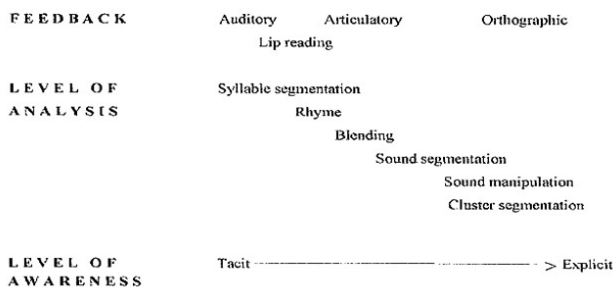 FEEDBACK Auditory Articulatory Orthographic
Lip reading
LEVEL OF Syllable segmentation
ANALYSIS Rhyme
Blending
Sound segmentation
Sound manipulation
Cluster segmentation
LEVEL OF Tacit > Explicit
AWARENESS